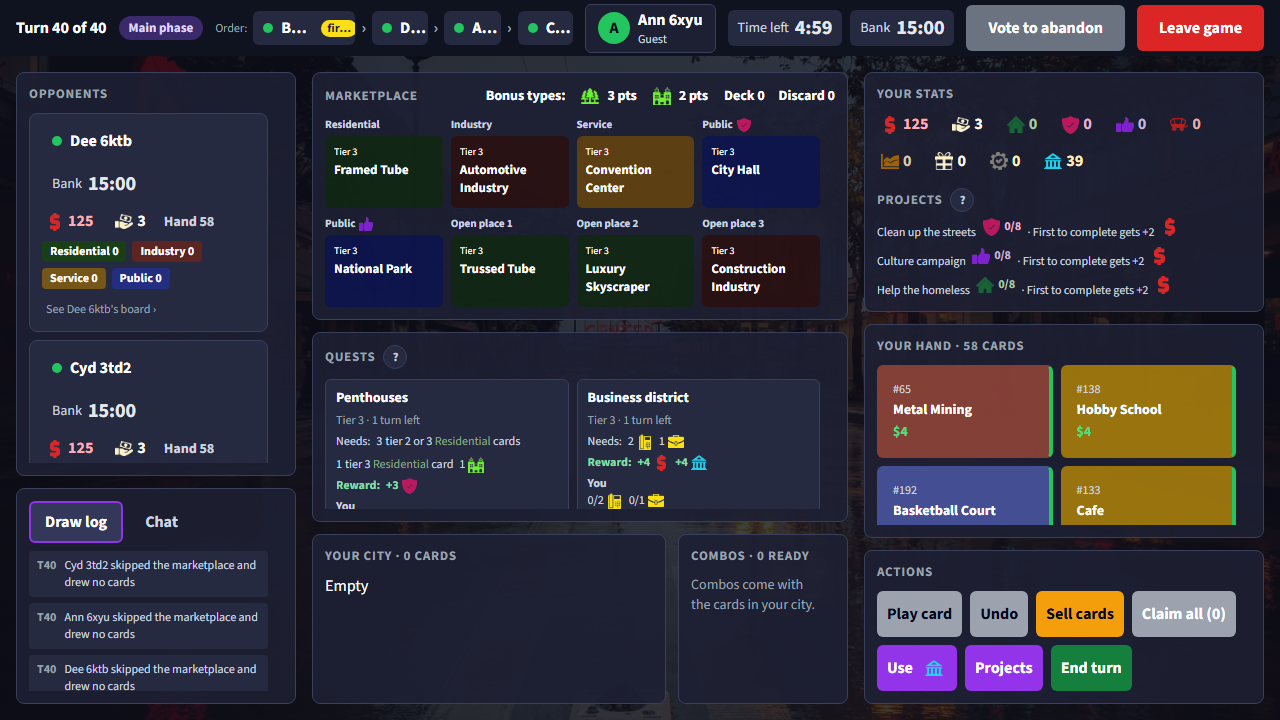 Turn 40 of 40
Main phase
Order:
B...
fir...
›
D...
›
A...
›
C...
A
Ann 6xyu
Guest
Time left 4:59
Bank 15:00
Vote to abandon
Leave game
OPPONENTS
Dee 6ktb
Bank 15:00
125
3
Hand 58
Residential 0
Industry 0
Service 0
Public 0
See Dee 6ktb's board ›
Cyd 3td2
Bank 15:00
125
3
Hand 58
Draw log
Chat
T40 Cyd 3td2 skipped the marketplace and
drew no cards
T40 Ann 6xyu skipped the marketplace and
drew no cards
T40 Dee 6ktb skipped the marketplace and
drew no cards
MARKETPLACE
Bonus types:
3 pts
2 pts
Deck 0
Discard 0
Residential
Industry
Service
Public
Tier 3
Framed Tube
Tier 3
Automotive
Industry
Tier 3
Convention
Center
Tier 3
City Hall
Public
Open place 1
Open place 2
Open place 3
Tier 3
National Park
Tier 3
Trussed Tube
Tier 3
Luxury
Skyscraper
Tier 3
Construction
Industry
QUESTS
?
Penthouses
Tier 3 · 1 turn left
Needs: 3 tier 2 or 3 Residential cards
1 tier 3 Residential card 1
Reward: +3
You
Business district
Tier 3 · 1 turn left
Needs: 2 1
Reward: +4 +4
You
0/2 0/1
YOUR CITY · 0 CARDS
Empty
COMBOS · 0 READY
Combos come with
the cards in your city.
YOUR STATS
125
3
0
0
0
0
0
0
0
39
PROJECTS
?
Clean up the streets 0/8 · First to complete gets +2
Culture campaign 0/8 · First to complete gets +2
Help the homeless 0/8 · First to complete gets +2
YOUR HAND · 58 CARDS
#65
Metal Mining
$4
#138
Hobby School
$4
#192
Basketball Court
#133
Cafe
ACTIONS
Play card
Undo
Sell cards
Claim all (0)
Use
Projects
End turn